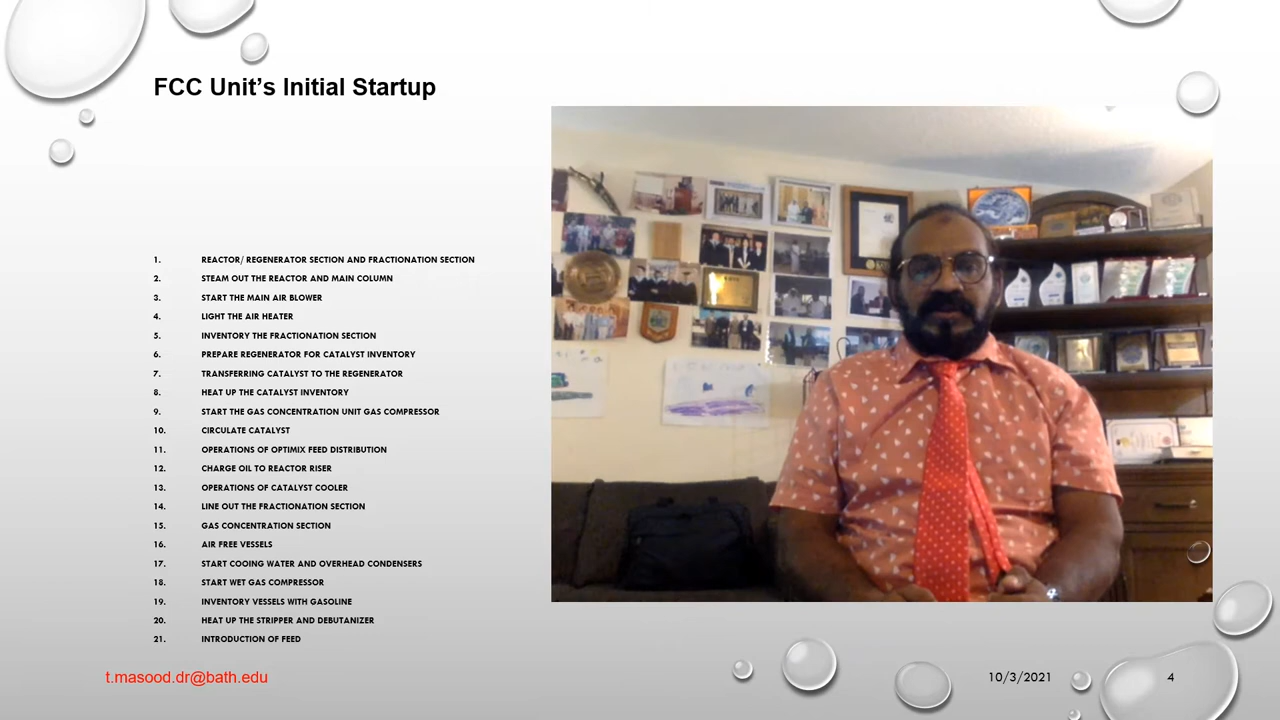 FCC Unit’s Initial Startup
1. REACTOR/ REGENERATOR SECTION AND FRACTIONATION SECTION
2. STEAM OUT THE REACTOR AND MAIN COLUMN
3. START THE MAIN AIR BLOWER
4. LIGHT THE AIR HEATER
5. INVENTORY THE FRACTIONATION SECTION
6. PREPARE REGENERATOR FOR CATALYST INVENTORY
7. TRANSFERRING CATALYST TO THE REGENERATOR
8. HEAT UP THE CATALYST INVENTORY
9. START THE GAS CONCENTRATION UNIT GAS COMPRESSOR
10. CIRCULATE CATALYST
11. OPERATIONS OF OPTIMIX FEED DISTRIBUTION
12. CHARGE OIL TO REACTOR RISER
13. OPERATIONS OF CATALYST COOLER
14. LINE OUT THE FRACTIONATION SECTION
15. GAS CONCENTRATION SECTION
16. AIR FREE VESSELS
17. START COOING WATER AND OVERHEAD CONDENSERS
18. START WET GAS COMPRESSOR
19. INVENTORY VESSELS WITH GASOLINE
20. HEAT UP THE STRIPPER AND DEBUTANIZER
21. INTRODUCTION OF FEED
t.masood.dr@bath.edu
10/3/2021
4